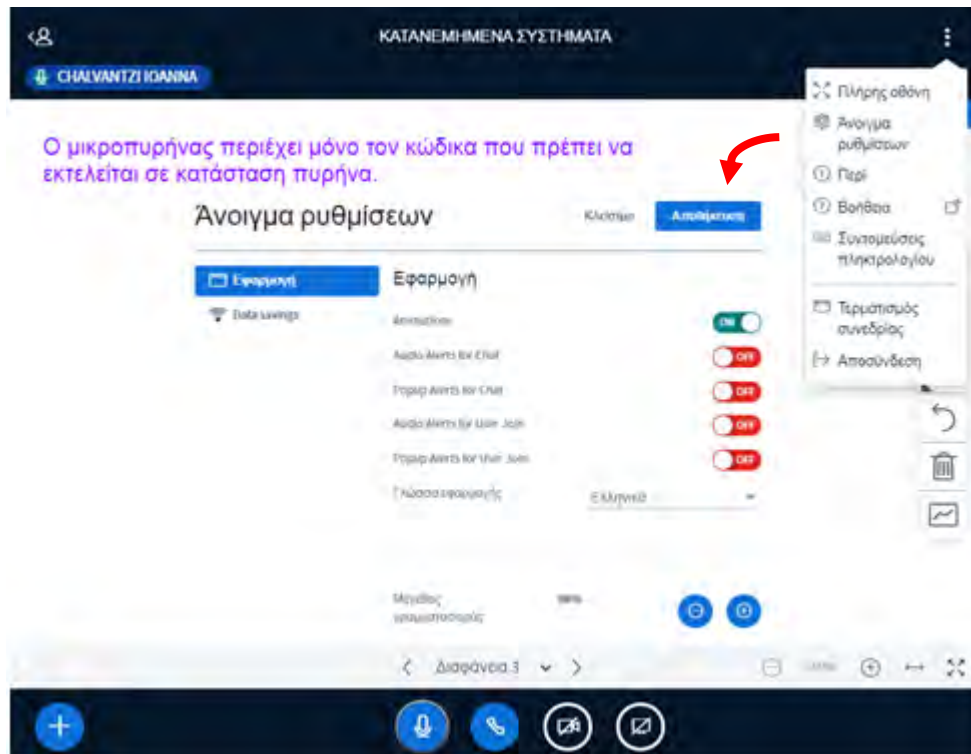 ΚΑΤΑΝΕΜΗΜΕΝΑ ΣΥΣΤΗΜΑΤΑ
CHALVANTZI IOANNA
Πλήρης οθόνη
Άνοιγμα
ρυθμίσεων
Περί
Βοήθεια
Συντομεύσεις
πληκτρολογίου
Τερματισμός
συνεδρίας
Αποσύνδεση
Ο μικροπυρήνας περιέχει μόνο τον κώδικα που πρέπει να
εκτελείται σε κατάσταση πυρήνα.
Άνοιγμα ρυθμίσεων
Κλείσιμο
Αποθήκευση
Εφαρμογή
Data savings
Εφαρμογή
Animations
ON
Audio Alerts for Chat
OFF
Popup Alerts for Chat
OFF
Audio Alerts for User Join
OFF
Popup Alerts for User Join
OFF
Γλώσσα εφαρμογής
Ελληνικά
Μέγεθος
γραμματοσειράς
Διαφάνεια 3